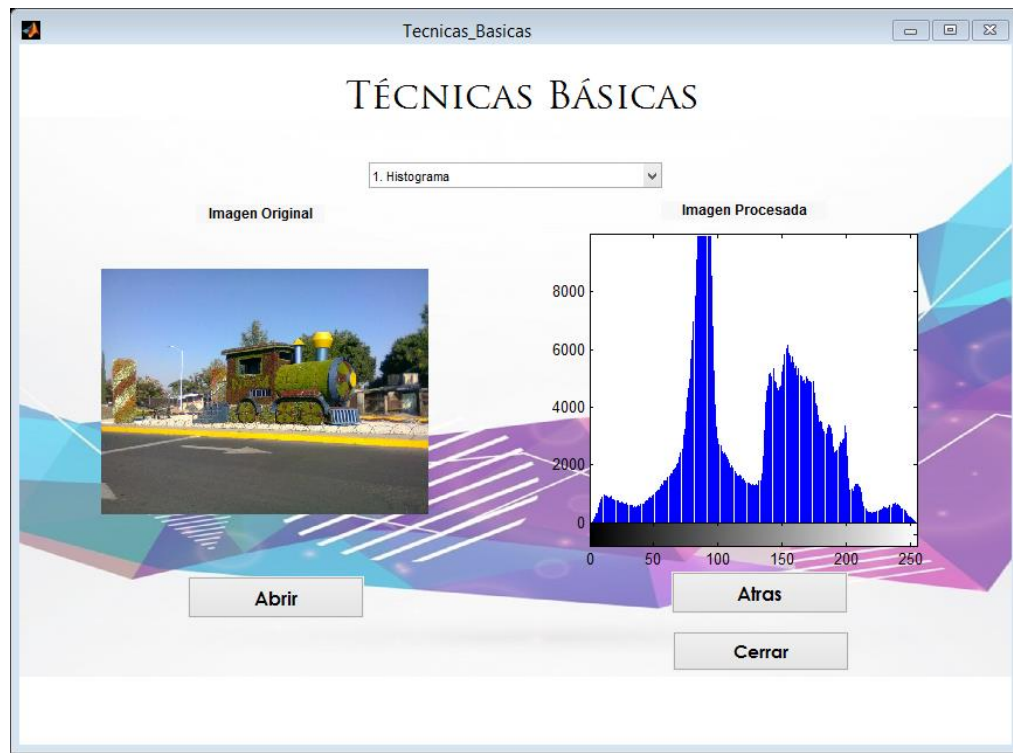 Tecnicas_Basicas
TÉCNICAS BÁSICAS
1. Histograma
Imagen Original
Imagen Procesada
8000
6000
4000
2000
0
0 50 100 150 200 250
Abrir
Atras
Cerrar